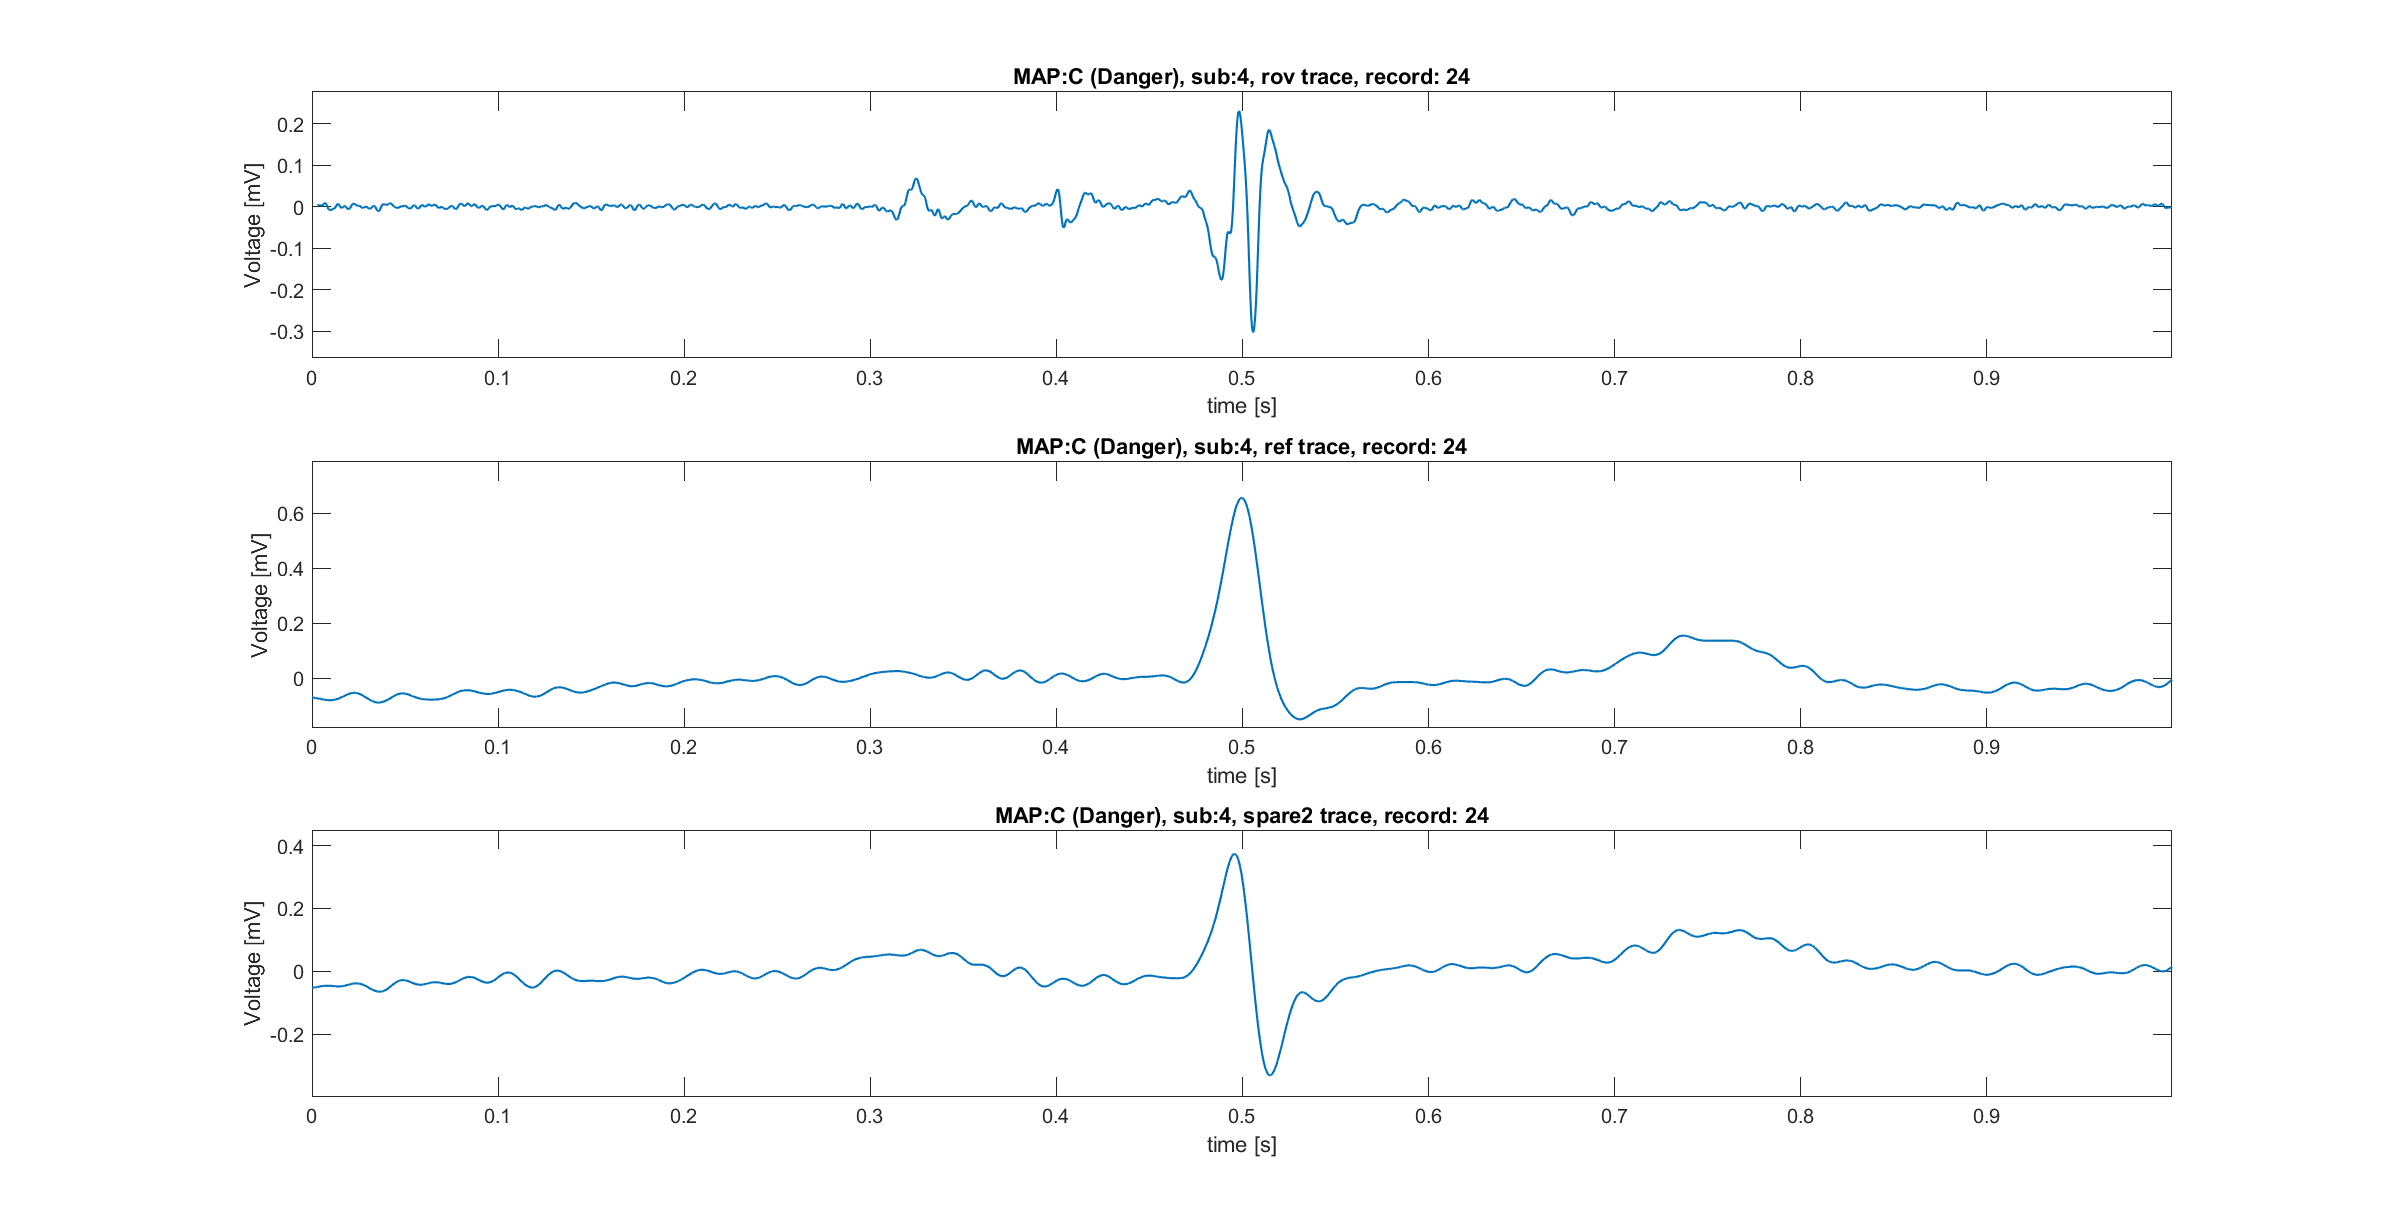 MAP:C (Danger), sub:4, rov trace, record: 24
Voltage [mV]
0.2
0.1
0
-0.1
-0.2
-0.3
0 0.1 0.2 0.3 0.4 0.5 0.6 0.7 0.8 0.9
time [s]
MAP:C (Danger), sub:4, ref trace, record: 24
Voltage [mV]
0.6
0.4
0.2
0
0 0.1 0.2 0.3 0.4 0.5 0.6 0.7 0.8 0.9
time [s]
MAP:C (Danger), sub:4, spare2 trace, record: 24
Voltage [mV]
0.4
0.2
0
-0.2
0 0.1 0.2 0.3 0.4 0.5 0.6 0.7 0.8 0.9
time [s]